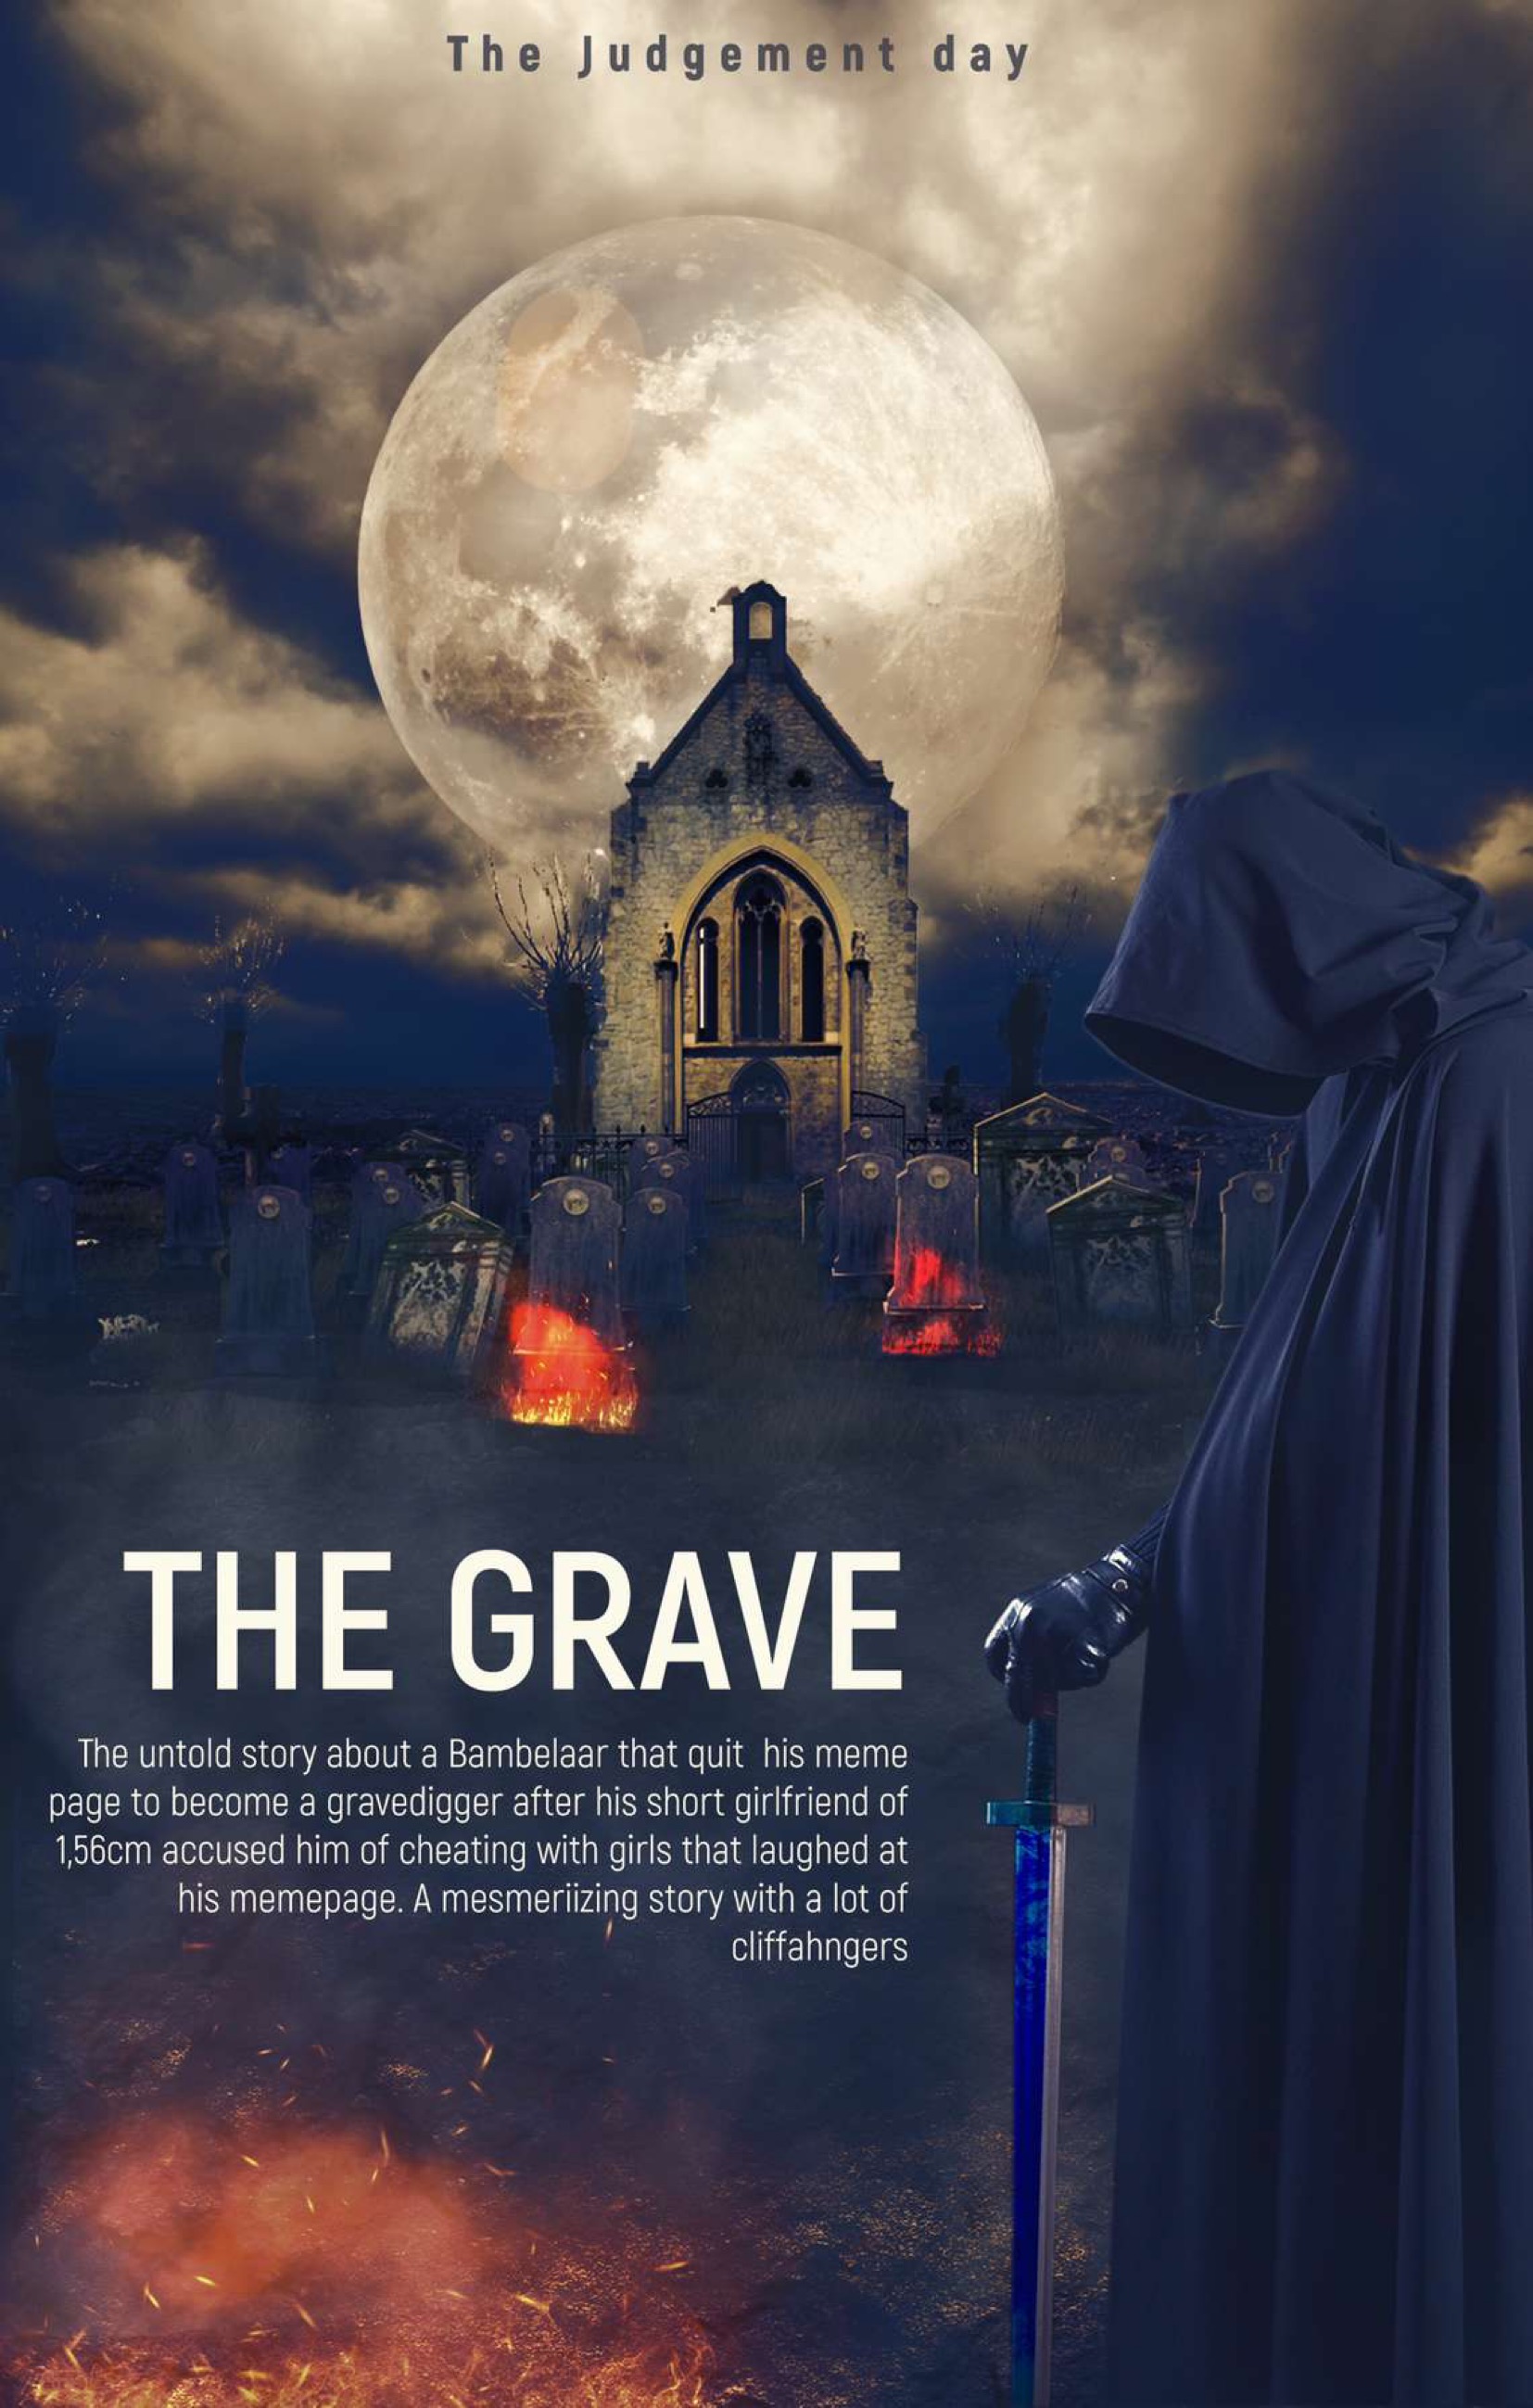 The Judgement day
THE GRAVE
The untold story about a Bambelaar that quit his meme
page to become a gravedigger after his short girlfriend of
1,56cm accused him of cheating with girls that laughed at
his memepage. A mesmeriizing story with a lot of
cliffahngers